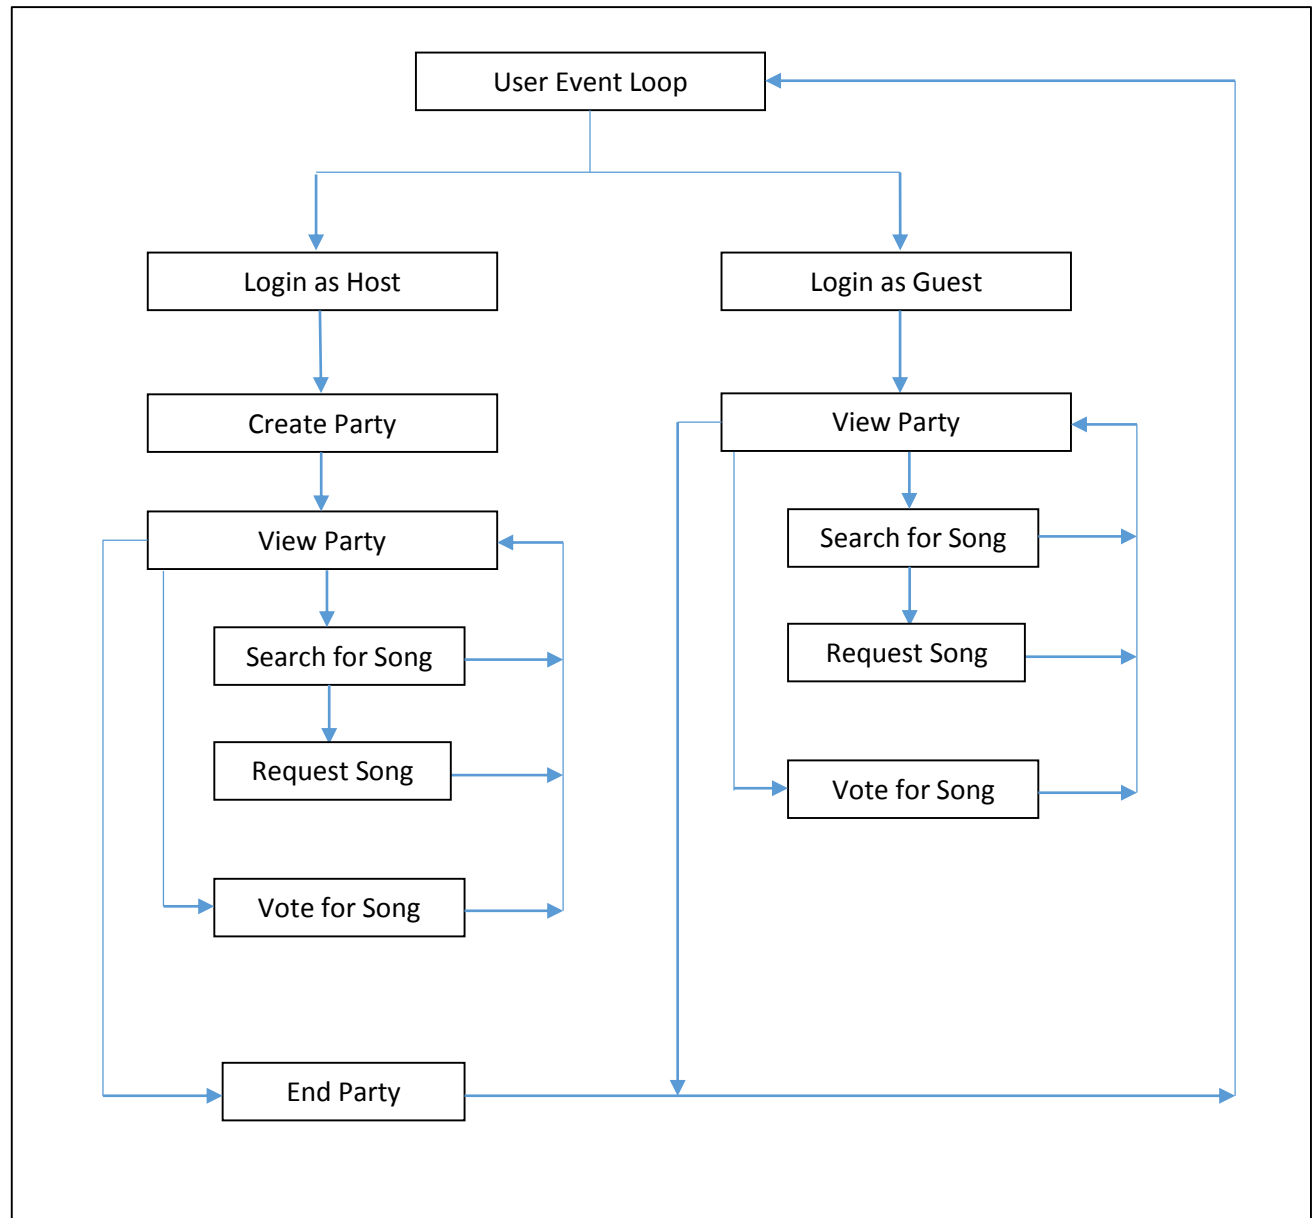 User Event Loop
Login as Host
Login as Guest
Create Party
View Party
View Party
Search for Song
Search for Song
Request Song
Request Song
Vote for Song
Vote for Song
End Party